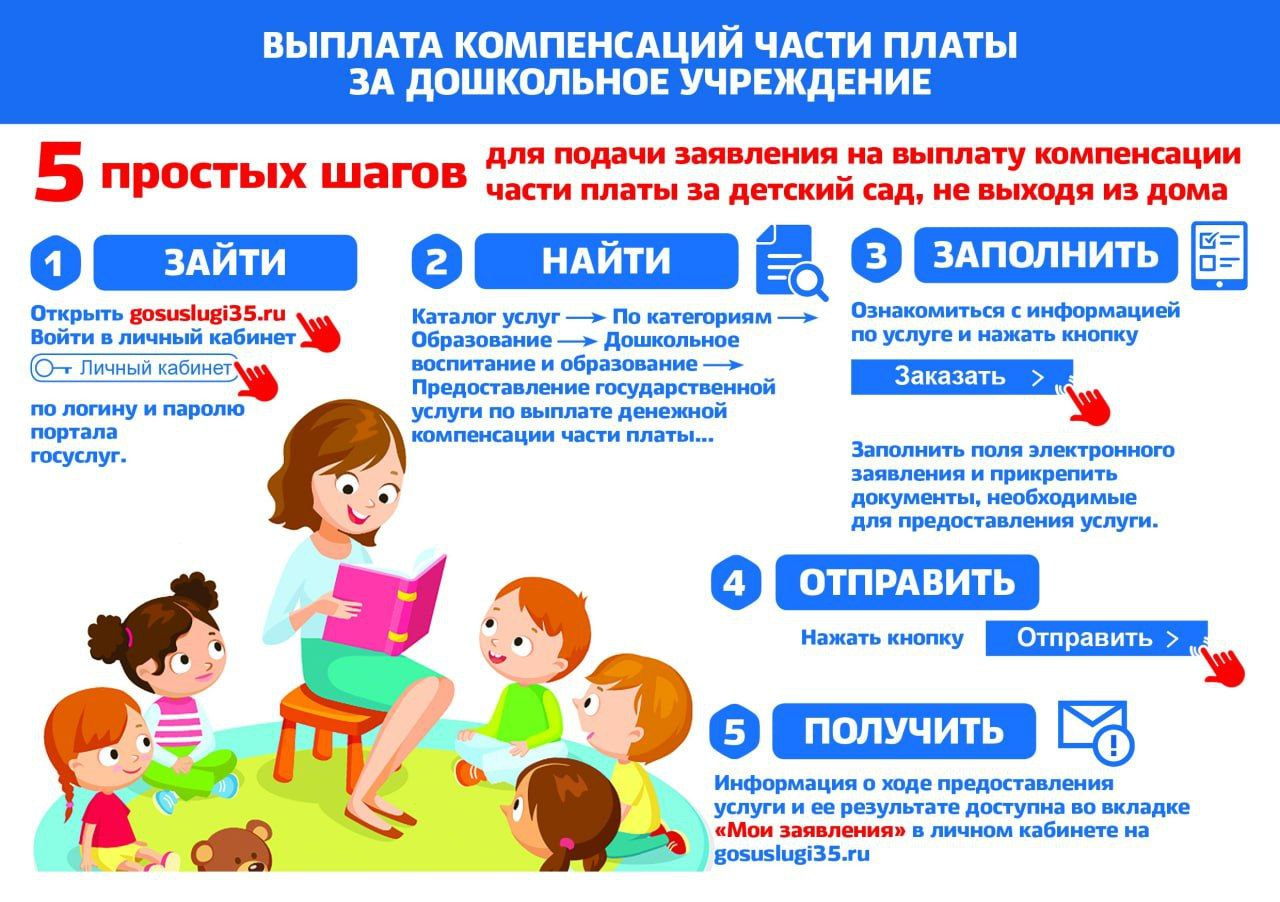 ВЫПЛАТА КОМПЕНСАЦИЙ ЧАСТИ ПЛАТЫ
ЗА ДОШКОЛЬНОЕ УЧРЕЖДЕНИЕ
5 простых шагов
для подачи заявления на выплату компенсации
части платы за детский сад, не выходя из дома
1 ЗАЙТИ
Открыть gosuslugi35.ru
Войти в личный кабинет
Личный кабинет
по логину и паролю
портала
госуслуг.
2 НАЙТИ
Каталог услуг → По категориям →
Образование → Дошкольное
воспитание и образование →
Предоставление государственной
услуги по выплате денежной
компенсации части платы...
3 ЗАПОЛНИТЬ
Ознакомиться с информацией
по услуге и нажать кнопку
Заказать >
Заполнить поля электронного
заявления и прикрепить
документы, необходимые
для предоставления услуги.
4 ОТПРАВИТЬ
Нажать кнопку Отправить >
5 ПОЛУЧИТЬ
Информация о ходе предоставления
услуги и ее результате доступна во вкладке
«Мои заявления» в личном кабинете на
gosuslugi35.ru